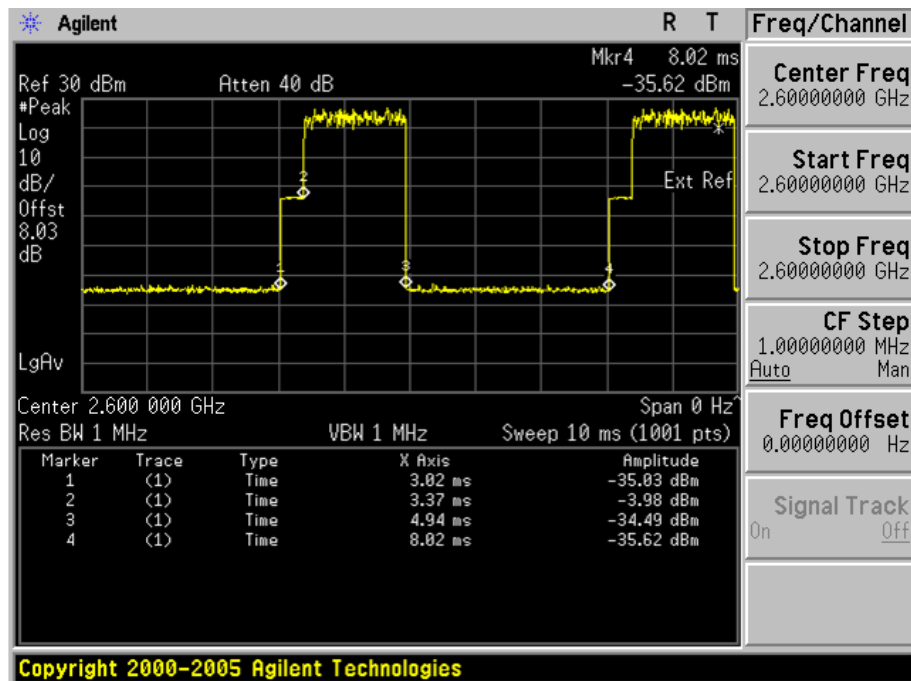 Agilent R T
Freq/Channel
Mkr4 8.02 ms
Ref 30 dBm Atten 40 dB -35.62 dBm
#Peak
Log
10
dB/
Offst
8.03
dB
LgAv
2
1
3
4
Ext Ref
Center 2.600 000 GHz Span 0 Hz^
Res BW 1 MHz VBW 1 MHz Sweep 10 ms (1001 pts)
Marker Trace Type X Axis Amplitude
1 (1) Time 3.02 ms -35.03 dBm
2 (1) Time 3.37 ms -3.98 dBm
3 (1) Time 4.94 ms -34.49 dBm
4 (1) Time 8.02 ms -35.62 dBm
Center Freq
2.60000000 GHz
Start Freq
2.60000000 GHz
Stop Freq
2.60000000 GHz
CF Step
1.00000000 MHz
Auto Man
Freq Offset
0.00000000 Hz
Signal Track
On Off
Copyright 2000-2005 Agilent Technologies